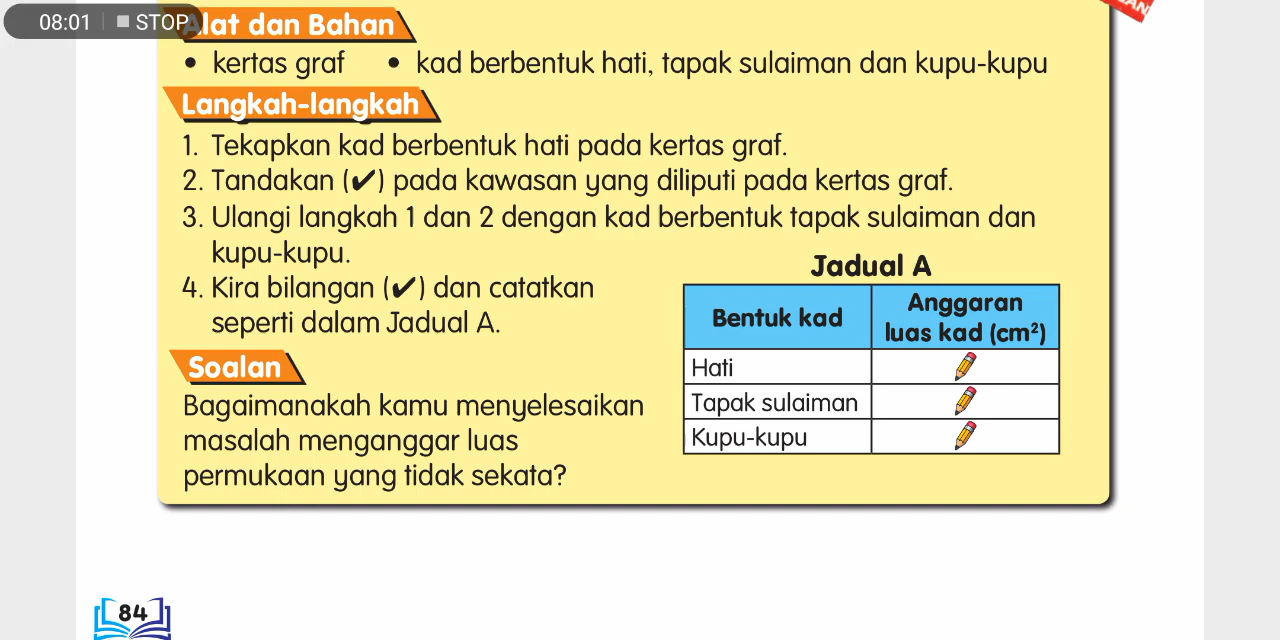 08:01 STOP
Alat dan Bahan
• kertas graf • kad berbentuk hati, tapak sulaiman dan kupu-kupu
Langkah-langkah
1. Tekapkan kad berbentuk hati pada kertas graf.
2. Tandakan (✔) pada kawasan yang diliputi pada kertas graf.
3. Ulangi langkah 1 dan 2 dengan kad berbentuk tapak sulaiman dan
kupu-kupu.
4. Kira bilangan (✔) dan catatkan
seperti dalam Jadual A.
Soalan
Bagaimanakah kamu menyelesaikan
masalah menganggar luas
permukaan yang tidak sekata?
Jadual A
Bentuk kad Anggaran
luas kad (cm²)
Hati
Tapak sulaiman
Kupu-kupu
84